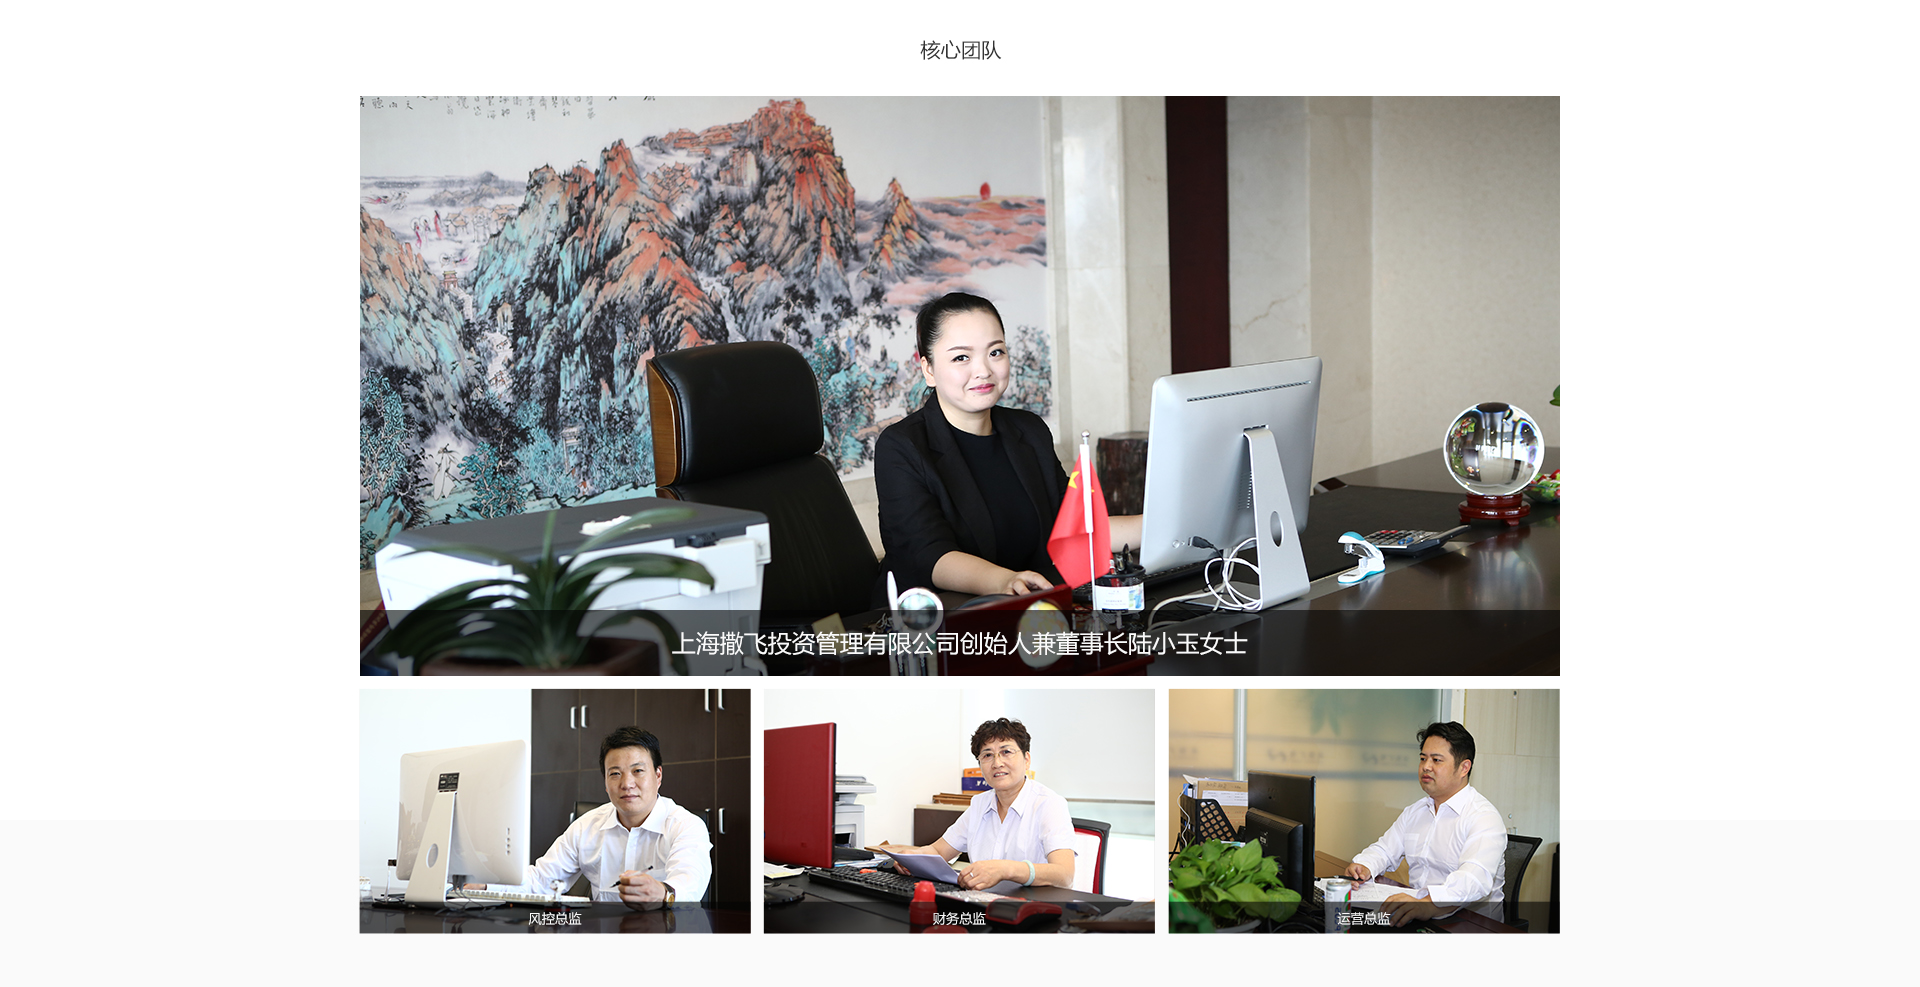 核心团队
上海撒飞投资管理有限公司创始人兼董事长陆小玉女士
风控总监
财务总监
运营总监